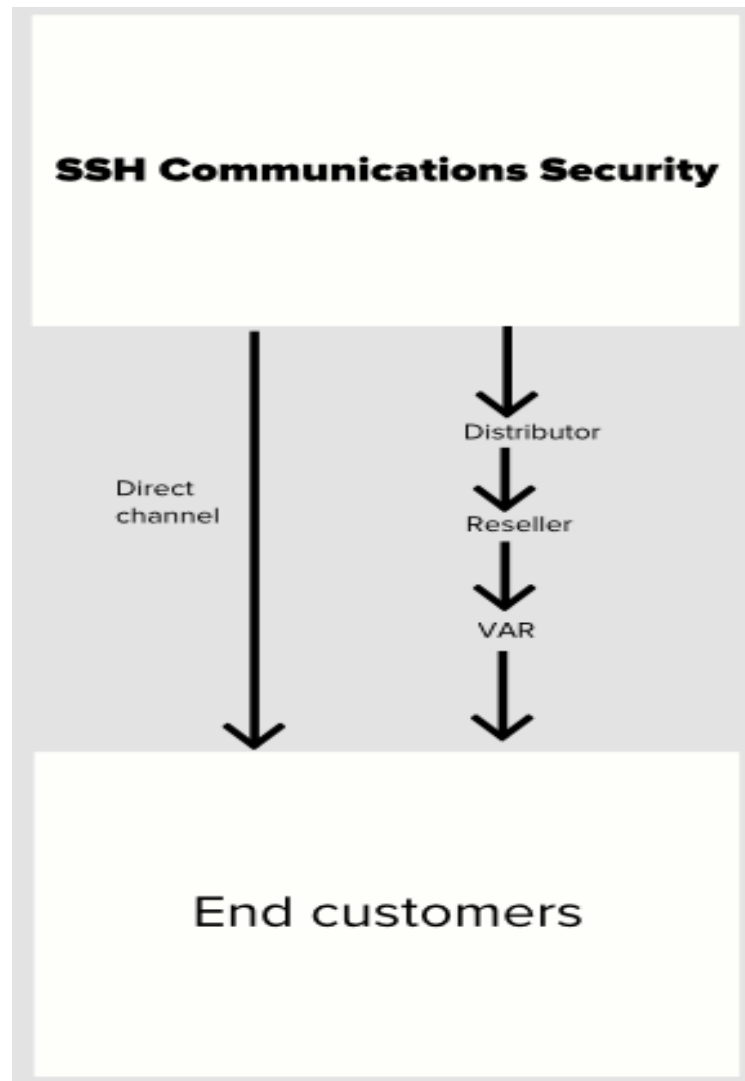 SSH Communications Security
Direct
channel
Distributor
Reseller
VAR
End customers